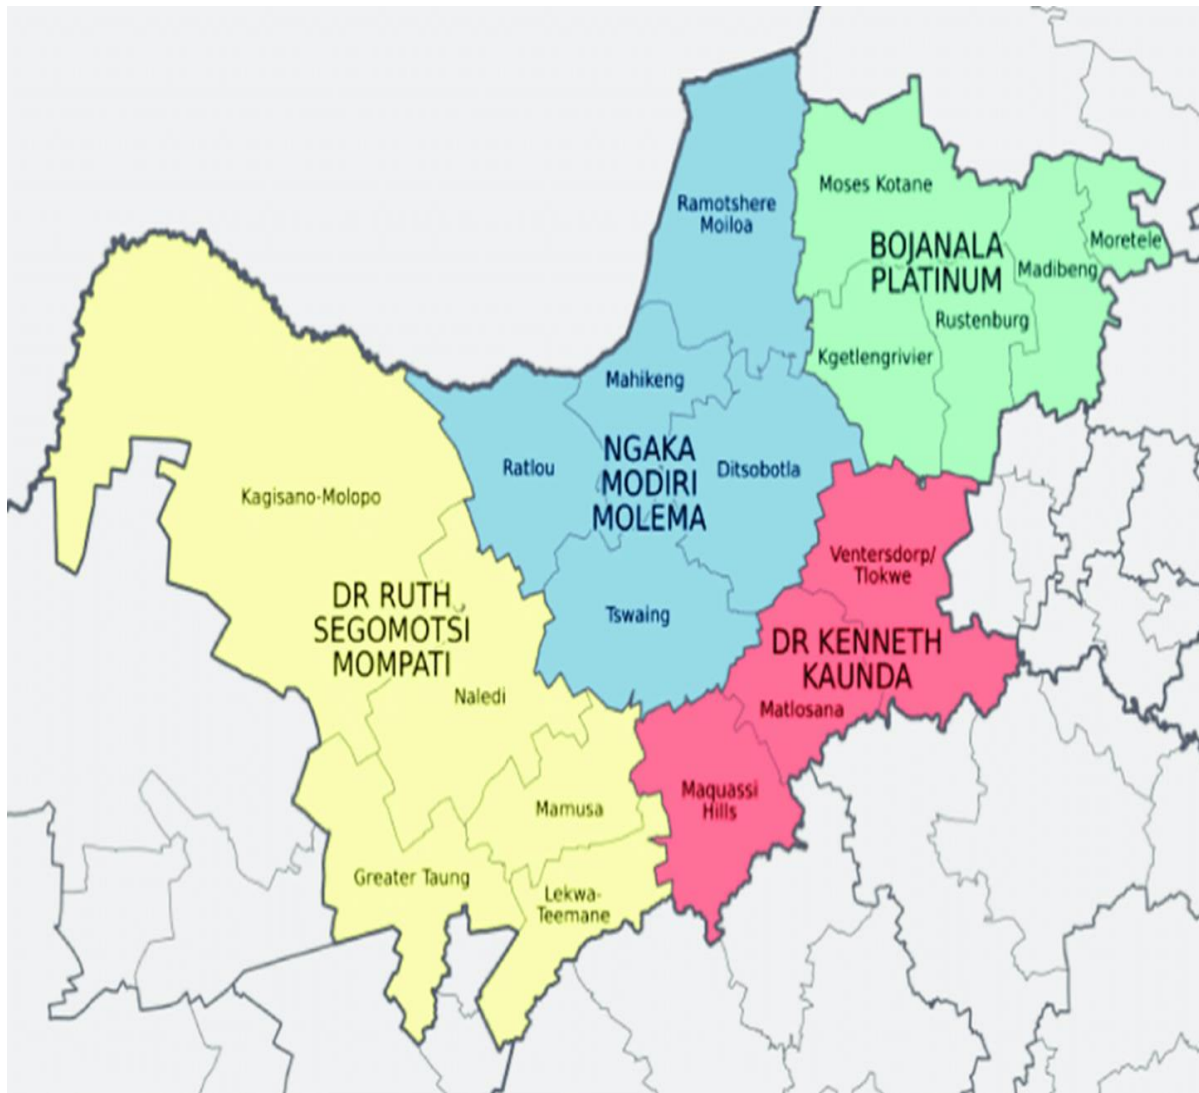 Ramotshere
Moiloa
Moses Kotane
BOJANALA
PLATINUM
Moretele
Madibeng
Rustenburg
Kgetlengrivier
Mahikeng
Ratlou
NGAKA
MODIRI
MOLEMA
Ditsobotla
Tswaing
Kagisano-Molopo
DR RUTH
SEGOMOTSI
MOMPATI
Naledi
Mamusa
Greater Taung
Lekwa-
Teemane
Ventersdorp/
Tlokwe
DR KENNETH
KAUNDA
Matlosana
Maquassi
Hills